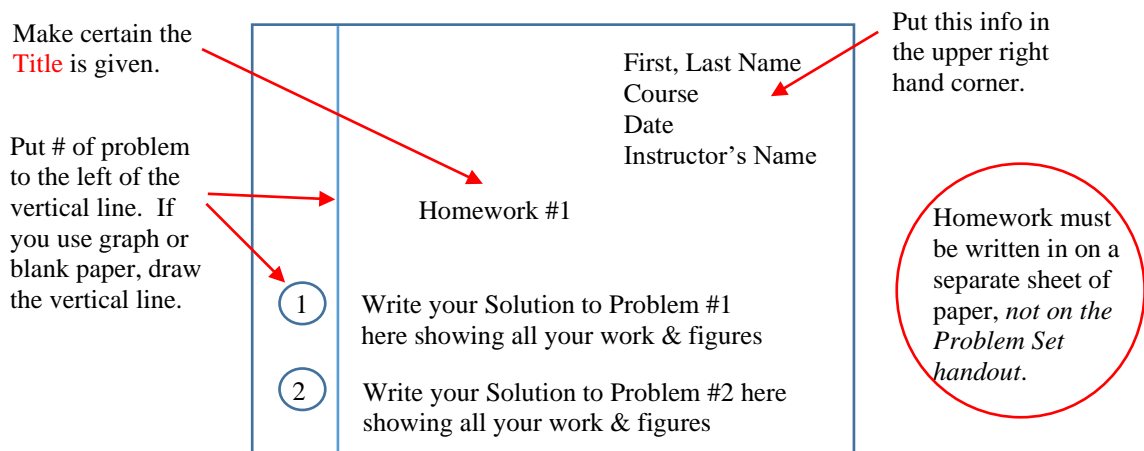 Make certain the
Title is given.
Put # of problem
to the left of the
vertical line. If
you use graph or
blank paper, draw
the vertical line.
First, Last Name
Course
Date
Instructor’s Name
Homework #1
1
Write your Solution to Problem #1
here showing all your work & figures
2
Write your Solution to Problem #2 here
showing all your work & figures
Put this info in
the upper right
hand corner.
Homework must
be written in on a
separate sheet of
paper, not on the
Problem Set
handout.